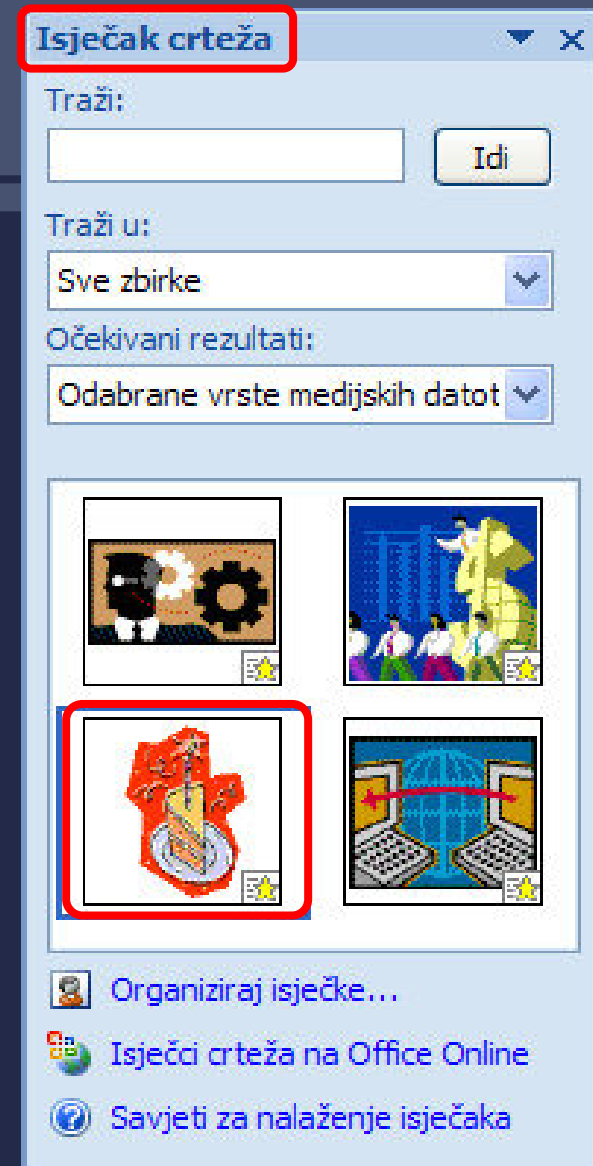 Isječak crteža
Traži:
Idi
Traži u:
Sve zbirke
Očekivani rezultati:
Odabrane vrste medijskih datot
Organiziraj isječke...
Isječci crteža na Office Online
Savjeti za nalaženje isječaka